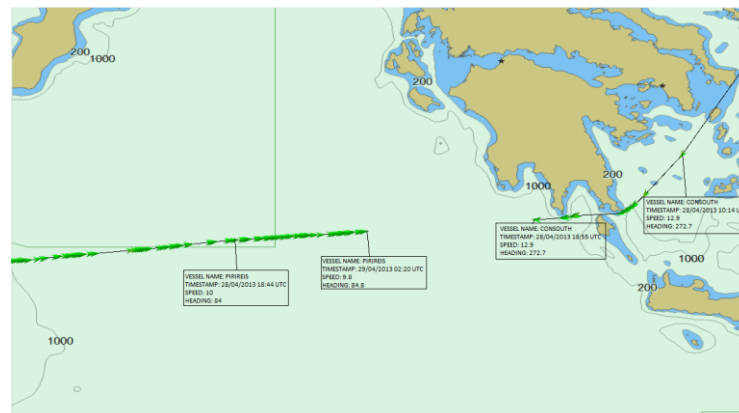 200
1000
200
1000
200
VESSEL NAME: CONSOUTH
TIMESTAMP: 28/04/2013 10:14 U
SPEED: 12.9
HEADING: 272.7
VESSEL NAME: CONSOUTH
TIMESTAMP: 28/04/2013 18:55 UTC
SPEED: 12.9
HEADING: 272.7
VESSEL NAME: PIRIREIS
TIMESTAMP: 29/04/2013 02:20 UTC
SPEED: 9.8
HEADING: 84.8
VESSEL NAME: PIRIREIS
TIMESTAMP: 28/04/2013 18:44 UTC
SPEED: 10
HEADING: 84
1000
200
1000